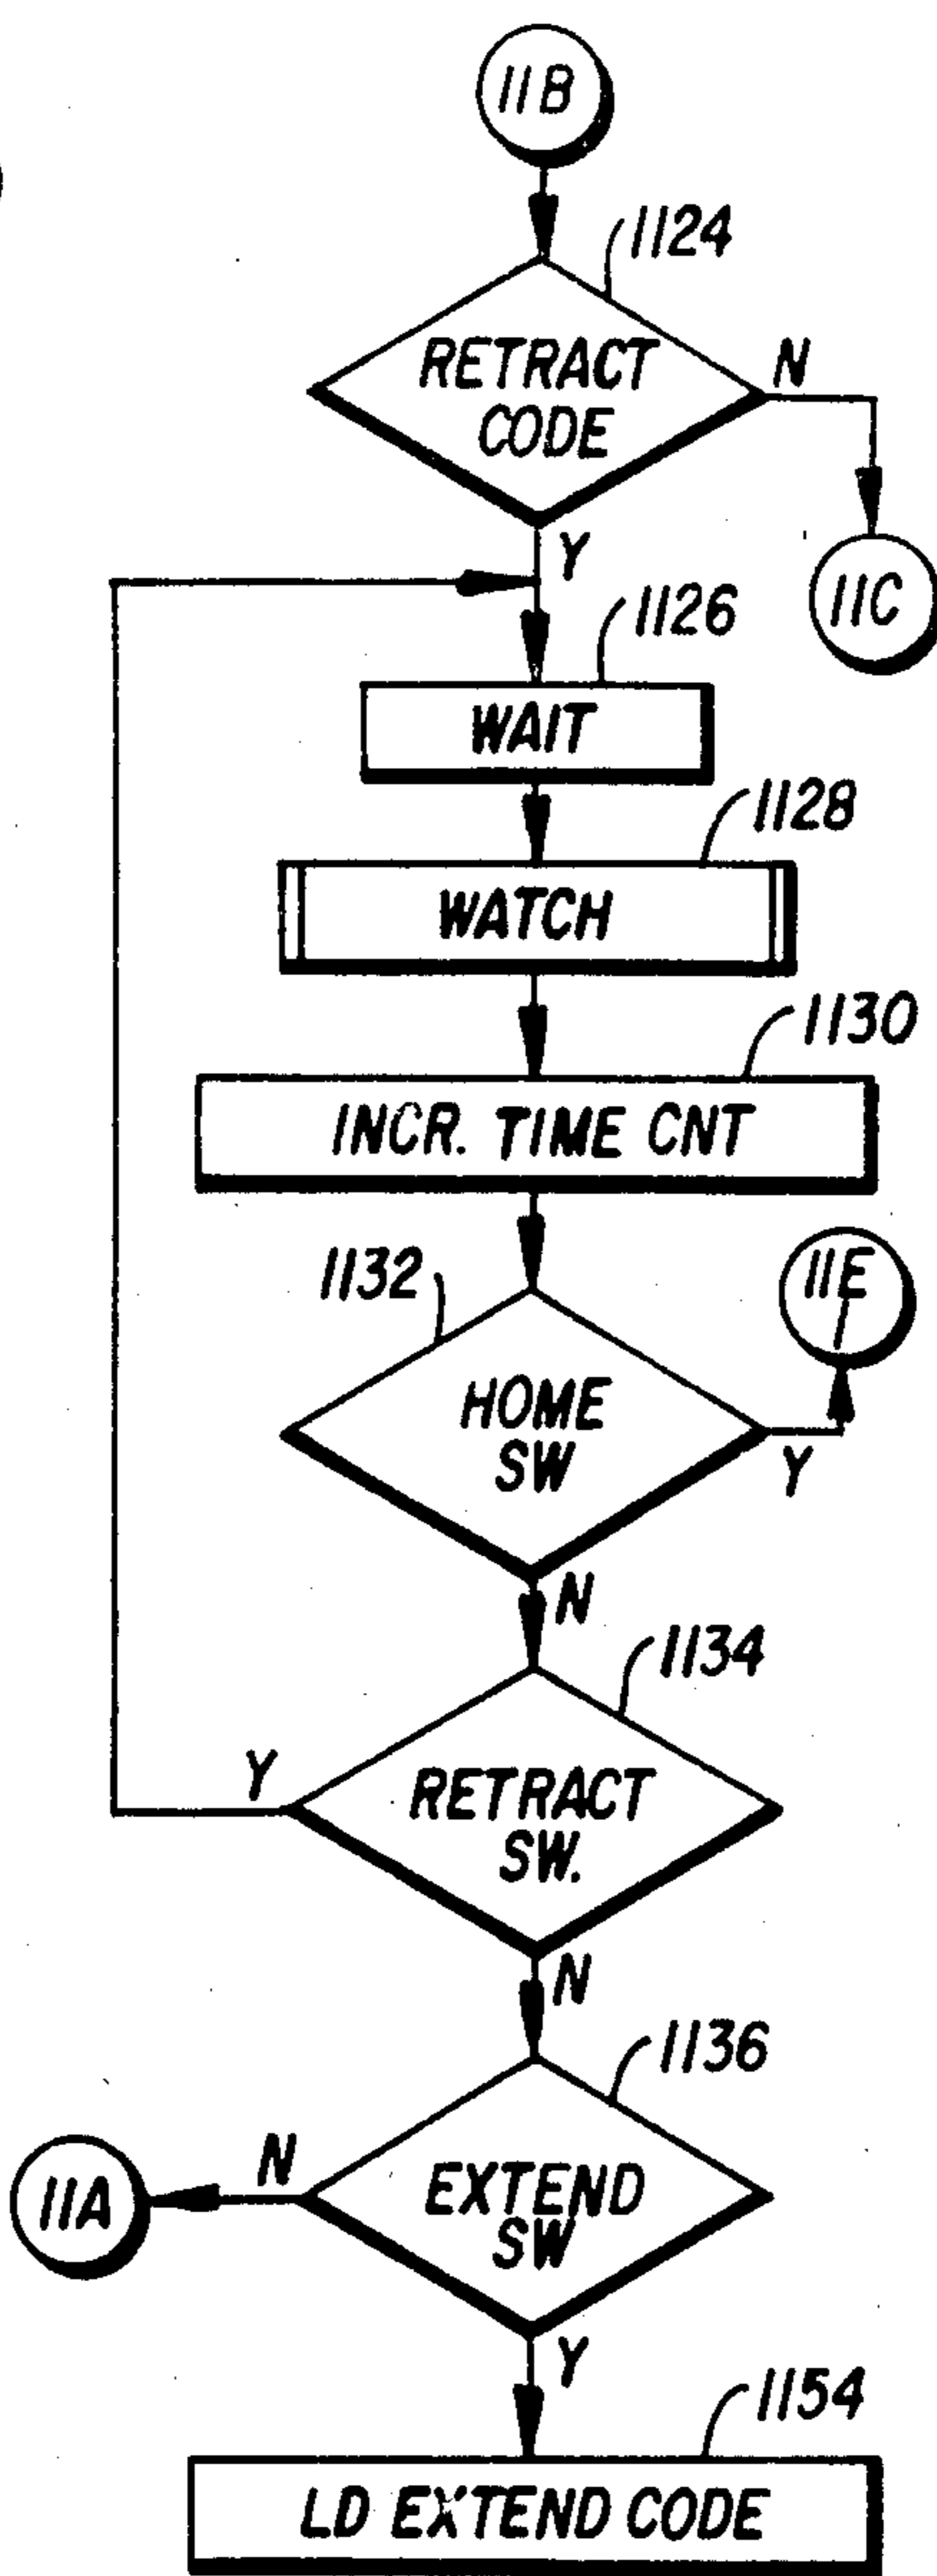 11B
1124
RETRACT
CODE
N
Y
11C
1126
WAIT
1128
WATCH
1130
INCR. TIME CNT
1132
11E
HOME
SW
Y
N
1134
Y
RETRACT
SW.
N
1136
N
11A
EXTEND
SW
Y
1154
LD EXTEND CODE